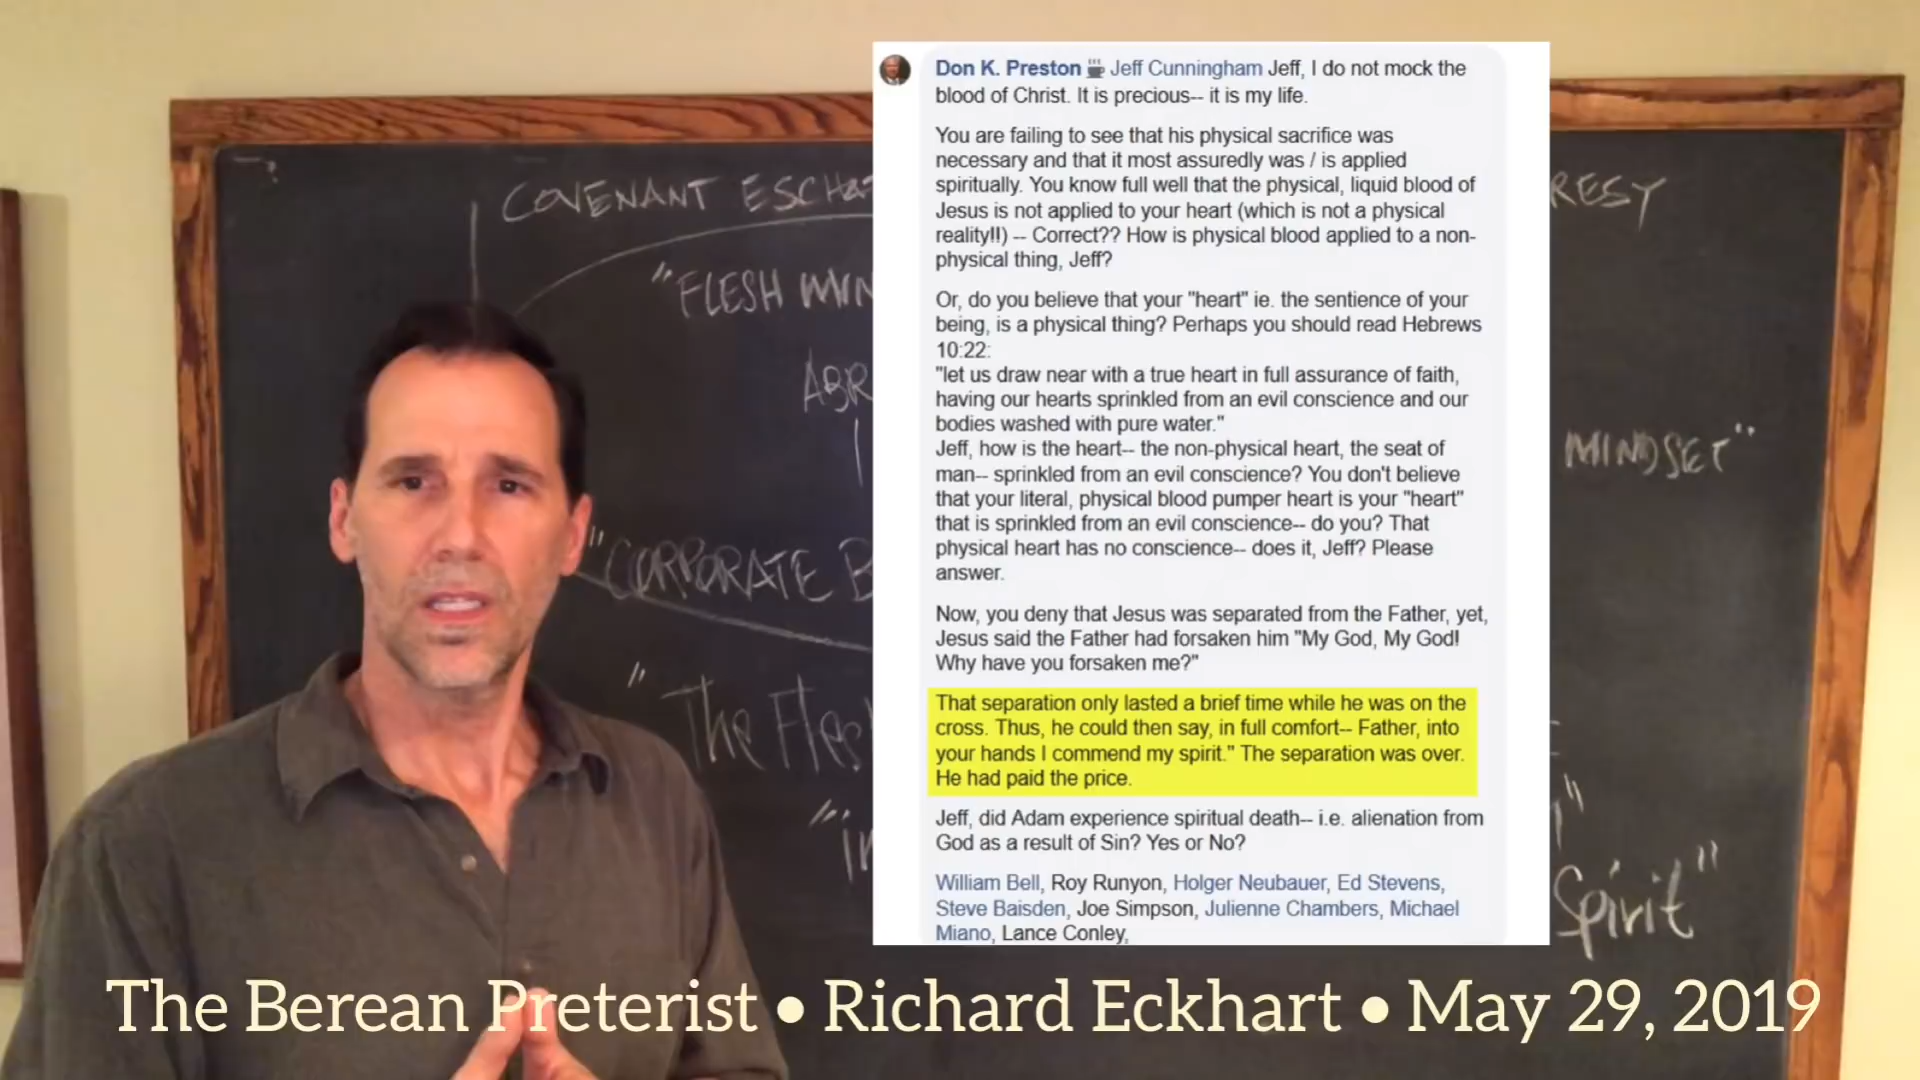 COVENANT
RESY
"FLESH
MINDSET"
"CORPORATE
"The
Spirit"
Don K. Preston Jeff Cunningham Jeff, I do not mock the
blood of Christ. It is precious-- it is my life.
You are failing to see that his physical sacrifice was
necessary and that it most assuredly was / is applied
spiritually. You know full well that the physical, liquid blood of
Jesus is not applied to your heart (which is not a physical
reality!!) -- Correct?? How is physical blood applied to a non-
physical thing, Jeff?
Or, do you believe that your "heart" ie. the sentience of your
being, is a physical thing? Perhaps you should read Hebrews
10:22:
"let us draw near with a true heart in full assurance of faith,
having our hearts sprinkled from an evil conscience and our
bodies washed with pure water."
Jeff, how is the heart-- the non-physical heart, the seat of
man-- sprinkled from an evil conscience? You don't believe
that your literal, physical blood pumper heart is your "heart"
that is sprinkled from an evil conscience-- do you? That
physical heart has no conscience-- does it, Jeff? Please
answer.
Now, you deny that Jesus was separated from the Father, yet,
Jesus said the Father had forsaken him "My God, My God!
Why have you forsaken me?"
That separation only lasted a brief time while he was on the
cross. Thus, he could then say, in full comfort-- Father, into
your hands I commend my spirit." The separation was over.
He had paid the price.
Jeff, did Adam experience spiritual death-- i.e. alienation from
God as a result of Sin? Yes or No?
William Bell, Roy Runyon, Holger Neubauer, Ed Stevens,
Steve Baisden, Joe Simpson, Julienne Chambers, Michael
Miano, Lance Conley,
The Berean Preterist • Richard Eckhart • May 29, 2019